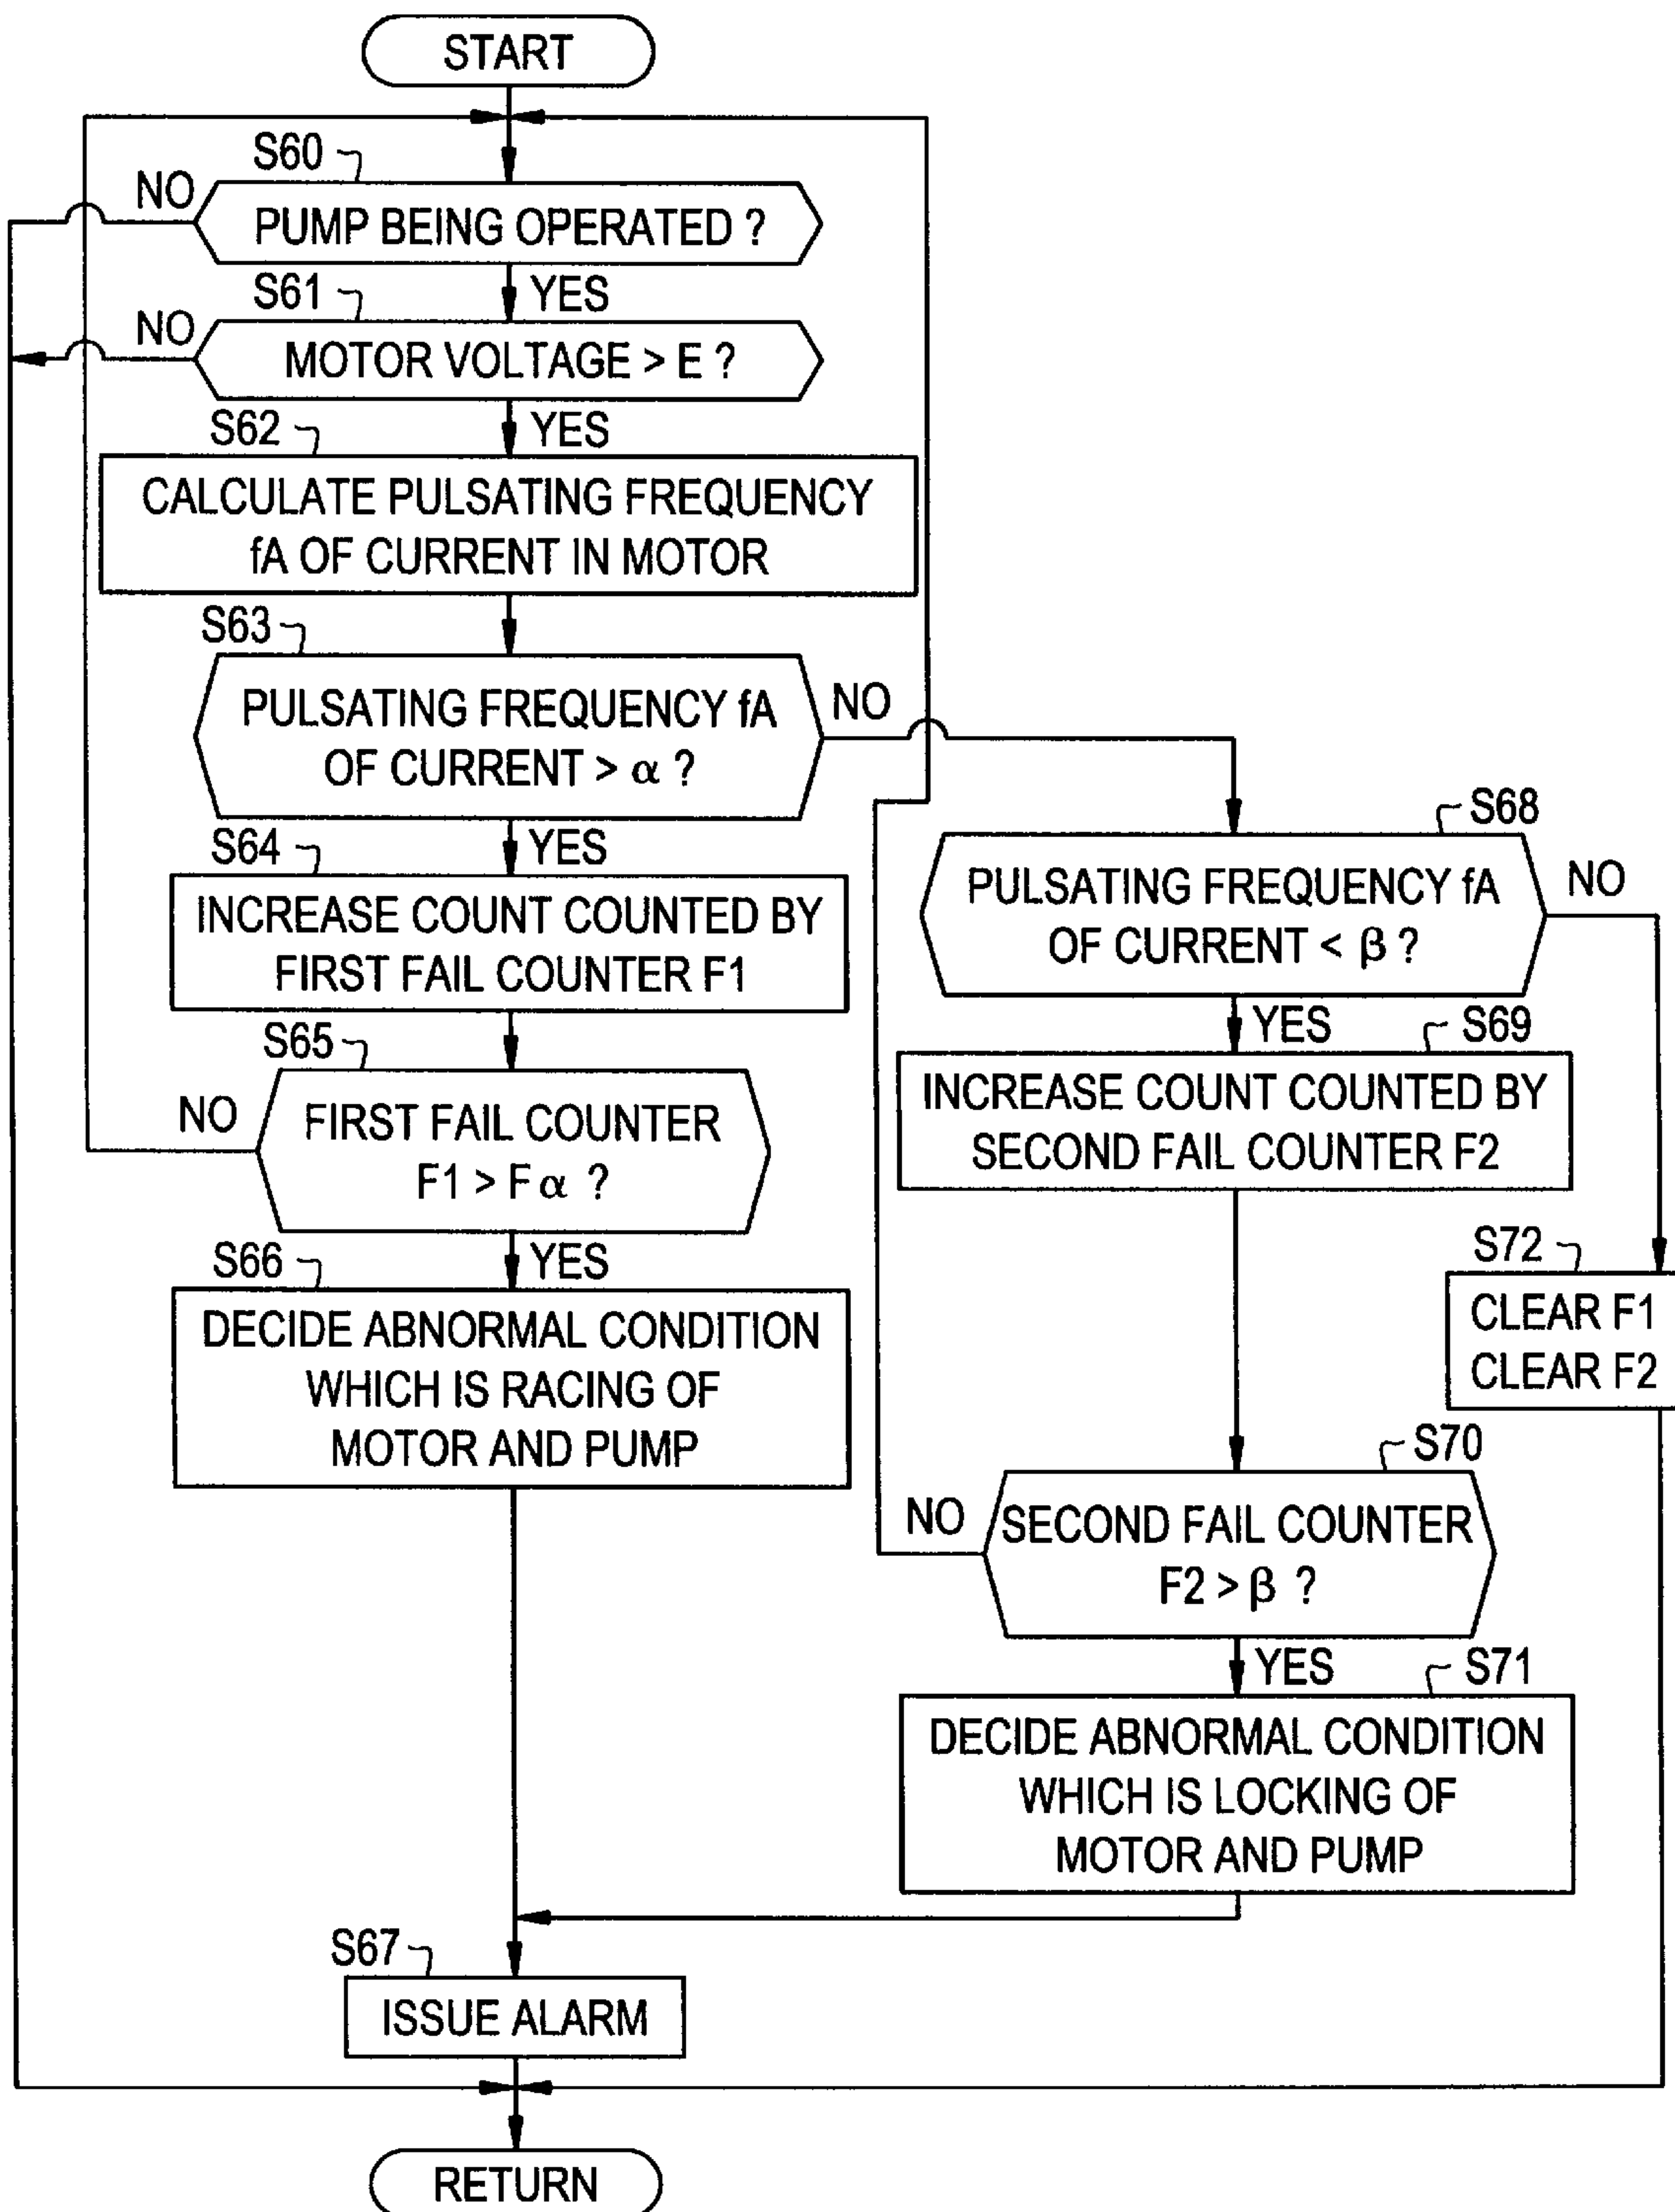 START
S60
NO
PUMP BEING OPERATED ?
YES
S61
NO
MOTOR VOLTAGE > E ?
YES
S62
CALCULATE PULSATING FREQUENCY
fA OF CURRENT IN MOTOR
S63
PULSATING FREQUENCY fA
OF CURRENT > α ?
NO
YES
S64
INCREASE COUNT COUNTED BY
FIRST FAIL COUNTER F1
S65
NO
FIRST FAIL COUNTER
F1 > F α ?
YES
S66
DECIDE ABNORMAL CONDITION
WHICH IS RACING OF
MOTOR AND PUMP
S68
PULSATING FREQUENCY fA
OF CURRENT < β ?
NO
YES
S69
INCREASE COUNT COUNTED BY
SECOND FAIL COUNTER F2
S72
CLEAR F1
CLEAR F2
S70
NO
SECOND FAIL COUNTER
F2 > β ?
YES
S71
DECIDE ABNORMAL CONDITION
WHICH IS LOCKING OF
MOTOR AND PUMP
S67
ISSUE ALARM
RETURN